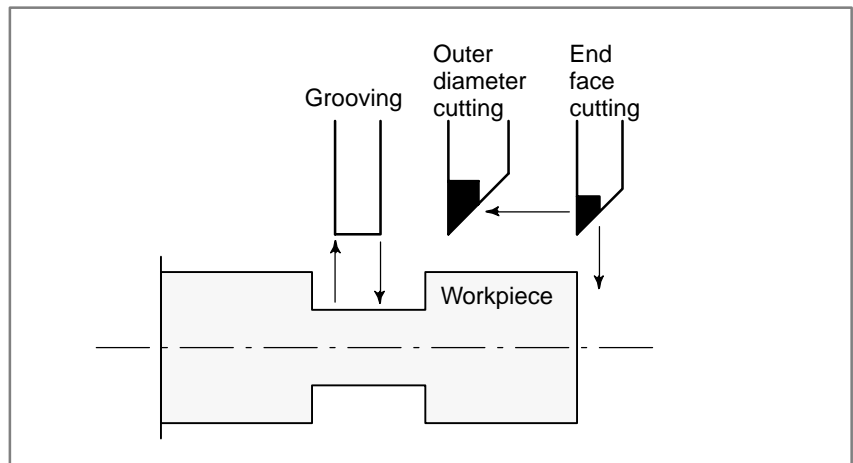 Grooving
Outer
diameter
cutting
End
face
cutting
Workpiece